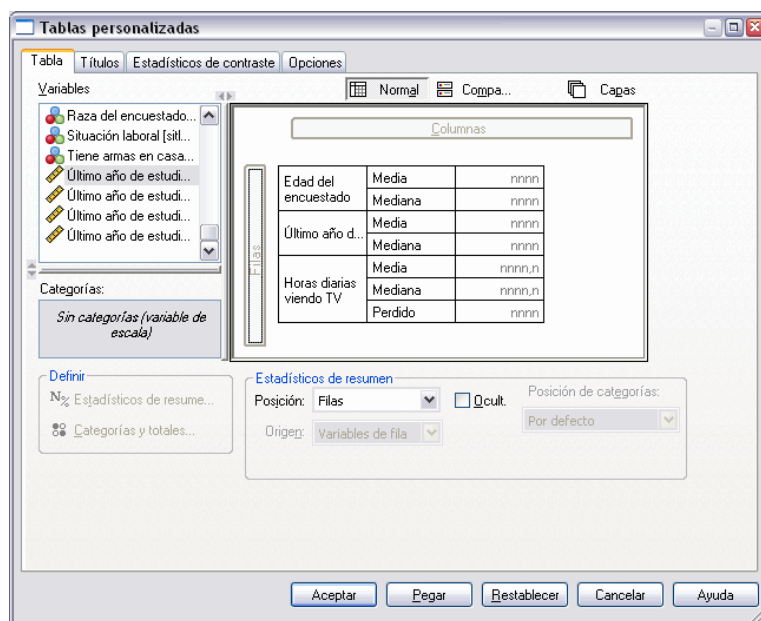 Tablas personalizadas
Tabla Títulos Estadísticos de contraste Opciones
Variables
Normal Compa... Capas
Raza del encuestado...
Situación laboral [sitl...
Tiene armas en casa...
Último año de estudi...
Último año de estudi...
Último año de estudi...
Último año de estudi...
Columnas
Filas
Edad del encuestado Media nnnn
Mediana nnnn
Último año d... Media nnnn
Mediana nnnn
Horas diarias viendo TV Media nnnn,n
Mediana nnnn,n
Perdido nnnn
Categorías:
Sin categorías (variable de
escala)
Definir
N% Estadísticos de resume...
Categorías y totales...
Estadísticos de resumen
Posición: Filas Ocult.
Origen: Variables de fila
Posición de categorías:
Por defecto
Aceptar Pegar Restablecer Cancelar Ayuda